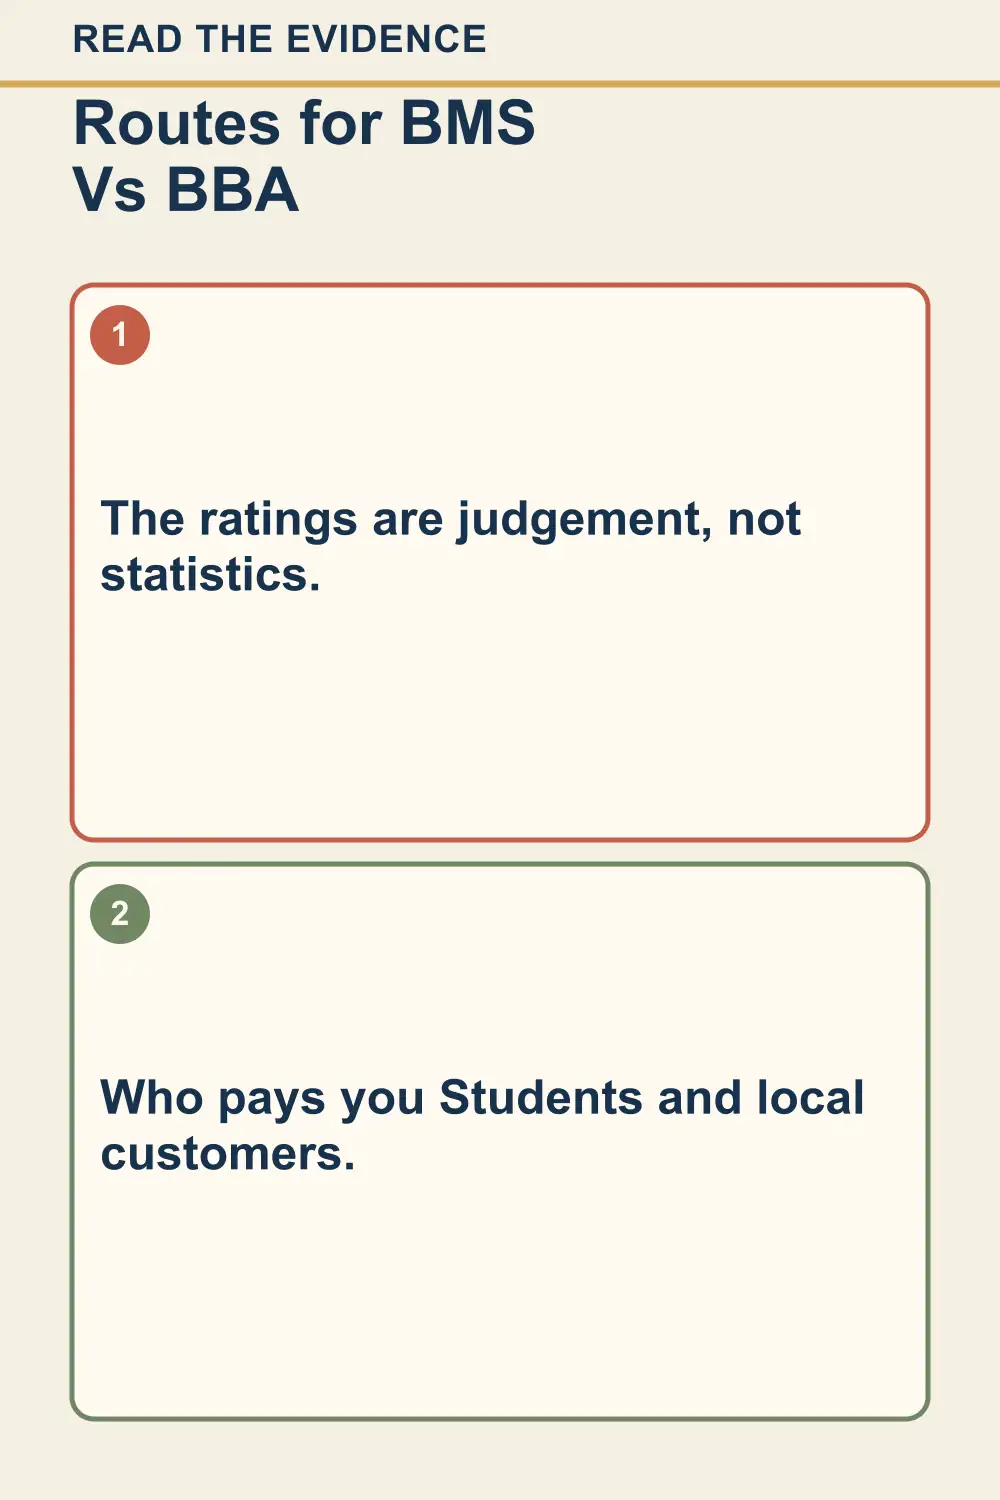 READ THE EVIDENCE
Routes for BMS
Vs BBA
1
The ratings are judgement, not
statistics.
2
Who pays you Students and local
customers.